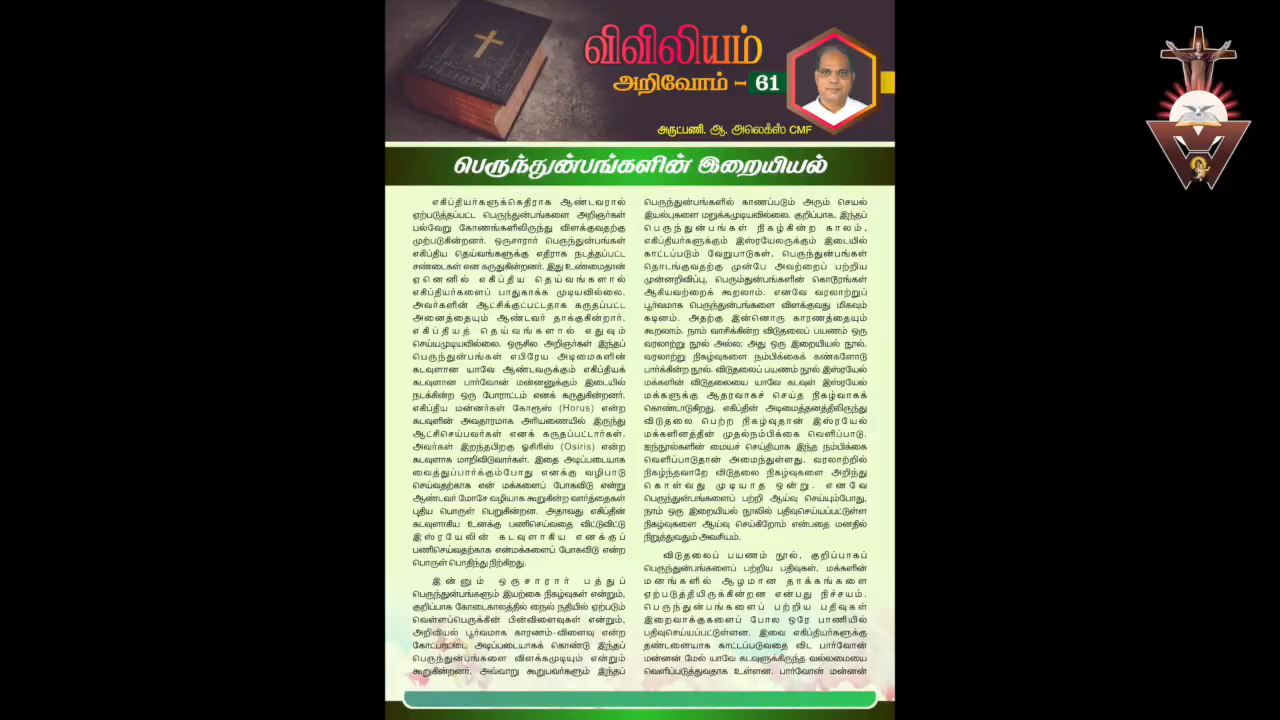 விவிலியம்
அறிவோம் – 61
அருட்பணி. ஆ. அலெக்ஸ் CMF
பெருந்துன்பங்களின் இறையியல்
எகிப்தியர்களுக்கெதிராக ஆண்டவரால்
ஏற்படுத்தப்பட்ட பெருந்துன்பங்களை அறிஞர்கள்
பல்வேறு கோணங்களிலிருந்து விளக்குவதற்கு
முற்படுகின்றனர். ஒருசாரார் பெருந்துன்பங்கள்
எகிப்திய தெய்வங்களுக்கு எதிராக நடத்தப்பட்ட
சண்டைகள் என கருதுகின்றனர். இது உண்மைதான்
ஏனெனில் எகிப்திய தெய்வங்களால்
எகிப்தியர்களைப் பாதுகாக்க முடியவில்லை.
அவர்களின் ஆட்சிக்குட்பட்டதாக கருதப்பட்ட
அனைத்தையும் ஆண்டவர் தாக்குகின்றார்.
எகிப்தியத் தெய்வங்களால் எதுவும்
செய்யமுடியவில்லை. ஒருசில அறிஞர்கள் இந்தப்
பெருந்துன்பங்கள் எபிரேய அடிமைகளின்
கடவுளான யாவே ஆண்டவருக்கும் எகிப்தியக்
கடவுளான பார்வோன் மன்னனுக்கும் இடையில்
நடக்கின்ற ஒரு போராட்டம் எனக் கருதுகின்றனர்.
எகிப்திய மன்னர்கள் கோரூஸ் (Horus) என்ற
கடவுளின் அவதாரமாக அரியணையில் இருந்து
ஆட்சிசெய்பவர்கள் எனக் கருதப்பட்டார்கள்.
அவர்கள் இறந்தபிறகு ஓசிரிஸ் (Osiris) என்ற
கடவுளாக மாறிவிடுவார்கள். இதை அடிப்படையாக
வைத்துப்பார்க்கும்போது எனக்கு வழிபாடு
செய்வதற்காக என் மக்களைப் போகவிடு என்று
ஆண்டவர் மோசே வழியாக கூறுகின்ற வார்த்தைகள்
புதிய பொருள் பெறுகின்றன. அதாவது எகிப்தின்
கடவுளாகிய உனக்கு பணிசெய்வதை விட்டுவிட்டு
இஸ்ரயேலின் கடவுளாகிய எனக்குப்
பணிசெய்வதற்காக என்மக்களைப் போகவிடு என்ற
பொருள் பொதிந்து நிற்கிறது.
இன்னும் ஒருசாரார் பத்துப்
பெருந்துன்பங்களும் இயற்கை நிகழ்வுகள் என்றும்,
குறிப்பாக கோடைகாலத்தில் நைல் நதியில் ஏற்படும்
வெள்ளப்பெருக்கின் பின்விளைவுகள் என்றும்,
அறிவியல் பூர்வமாக காரணம்–விளைவு என்ற
கோட்பாட்டை அடிப்படையாகக் கொண்டு இந்தப்
பெருந்துன்பங்களை விளக்கமுடியும் என்றும்
கூறுகின்றனர். அவ்வாறு கூறுபவர்களும் இந்தப்
பெருந்துன்பங்களில் காணப்படும் அரும் செயல்
இயல்புகளை மறுக்கமுடியவில்லை. குறிப்பாக, இந்தப்
பெருந்துன்பங்கள் நிகழ்கின்ற காலம்,
எகிப்தியர்களுக்கும் இஸ்ரயேலருக்கும் இடையில்
காட்டப்படும் வேறுபாடுகள், பெருந்துன்பங்கள்
தொடங்குவதற்கு முன்பே அவற்றைப் பற்றிய
முன்னறிவிப்பு, பெரும்துன்பங்களின் கொடூரங்கள்
ஆகியவற்றைக் கூறலாம். எனவே வரலாற்றுப்
பூர்வமாக பெருந்துன்பங்களை விளக்குவது மிகவும்
கடினம். அதற்கு இன்னொரு காரணத்தையும்
கூறலாம். நாம் வாசிக்கின்ற விடுதலைப் பயணம் ஒரு
வரலாற்று நூல் அல்ல; அது ஒரு இறையியல் நூல்.
வரலாற்று நிகழ்வுகளை நம்பிக்கைக் கண்களோடு
பார்க்கின்ற நூல். விடுதலைப் பயணம் நூல் இஸ்ரயேல்
மக்களின் விடுதலையை யாவே கடவுள் இஸ்ரயேல்
மக்களுக்கு ஆதரவாகச் செய்த நிகழ்வாகக்
கொண்டாடுகிறது. எகிப்தின் அடிமைத்தனத்திலிருந்து
விடுதலை பெற்ற நிகழ்வுதான் இஸ்ரயேல்
மக்களினத்தின் முதல்நம்பிக்கை வெளிப்பாடு.
ஐந்நூல்களின் மையச் செய்தியாக இந்த நம்பிக்கை
வெளிப்பாடுதான் அமைந்துள்ளது. வரலாற்றில்
நிகழ்ந்தவாறே விடுதலை நிகழ்வுகளை அறிந்து
கொள்வது முடியாத ஒன்று. எனவே
பெருந்துன்பங்களைப் பற்றி ஆய்வு செய்யும்போது,
நாம் ஒரு இறையியல் நூலில் பதிவுசெய்யப்பட்டுள்ள
நிகழ்வுகளை ஆய்வு செய்கிறோம் என்பதை மனதில்
நிறுத்துவதும் அவசியம்.
விடுதலைப் பயணம் நூல், குறிப்பாகப்
பெருந்துன்பங்களைப் பற்றிய பதிவுகள், மக்களின்
மனங்களில் ஆழமான தாக்கங்களை
ஏற்படுத்தியிருக்கின்றன என்பது நிச்சயம்.
பெருந்துன்பங்களைப் பற்றிய பதிவுகள்
இறைவாக்குகளைப் போல ஒரே பாணியில்
பதிவுசெய்யப்பட்டுள்ளன. இவை எகிப்தியர்களுக்கு
தண்டனையாக காட்டப்படுவதை விட பார்வோன்
மன்னன் மேல் யாவே கடவுளுக்கிருந்த வல்லமையை
வெளிப்படுத்துவதாக உள்ளன. பார்வோன் மன்னன்